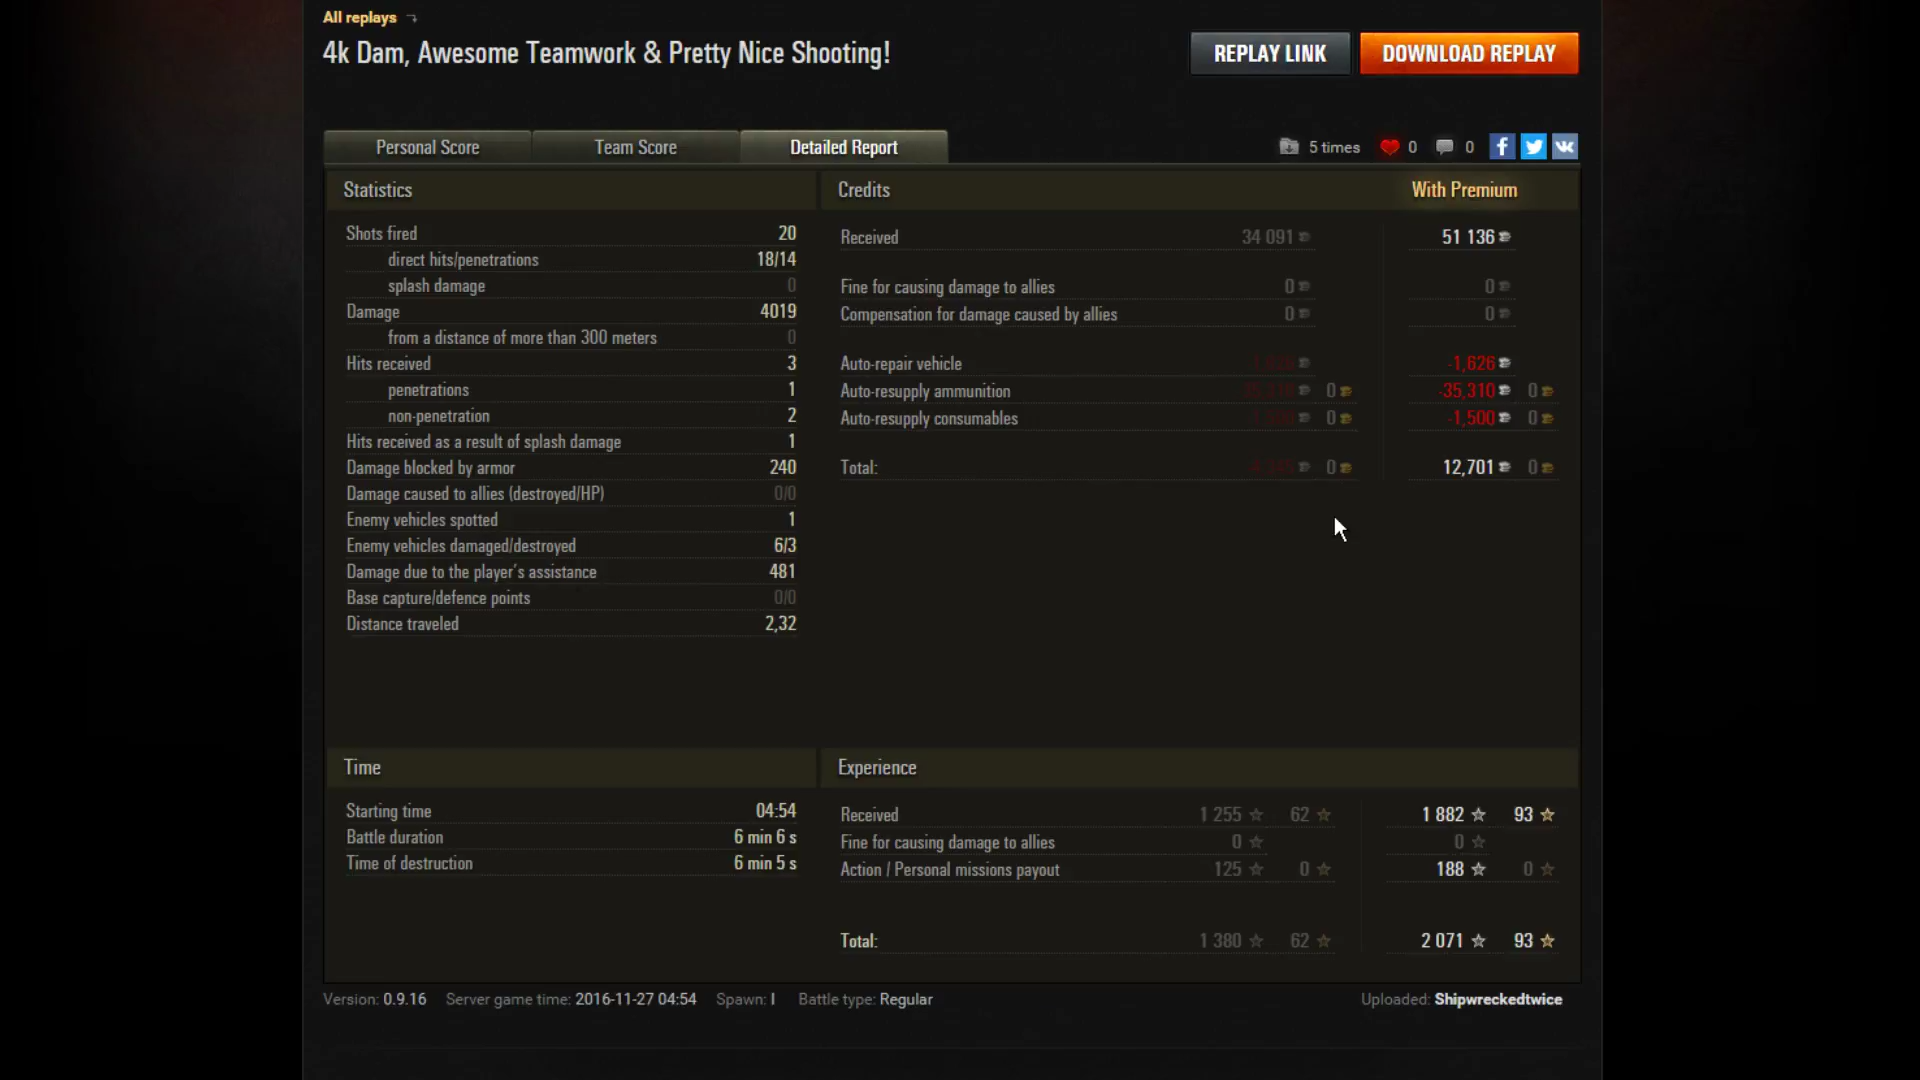 All replays
4k Dam, Awesome Teamwork & Pretty Nice Shooting!
REPLAY LINK
DOWNLOAD REPLAY
Personal Score
Team Score
Detailed Report
5 times
0
0
Statistics
Shots fired 20
direct hits/penetrations 18/14
splash damage 0
Damage 4019
from a distance of more than 300 meters 0
Hits received 3
penetrations 1
non-penetration 2
Hits received as a result of splash damage 1
Damage blocked by armor 240
Damage caused to allies (destroyed/HP) 0/0
Enemy vehicles spotted 1
Enemy vehicles damaged/destroyed 6/3
Damage due to the player's assistance 481
Base capture/defence points 0/0
Distance traveled 2,32
Credits With Premium
Received 34 091 51 136
Fine for causing damage to allies 0 0
Compensation for damage caused by allies 0 0
Auto-repair vehicle -1,626
Auto-resupply ammunition 0 -35,310 0
Auto-resupply consumables 0 -1,500 0
Total: 0 12,701 0
Time
Starting time 04:54
Battle duration 6 min 6 s
Time of destruction 6 min 5 s
Experience
Received 1 255 62 1 882 93
Fine for causing damage to allies 0 0
Action / Personal missions payout 125 0 188 0
Total: 1 380 62 2 071 93
Version: 0.9.16 Server game time: 2016-11-27 04:54 Spawn: I Battle type: Regular
Uploaded: Shipwreckedtwice